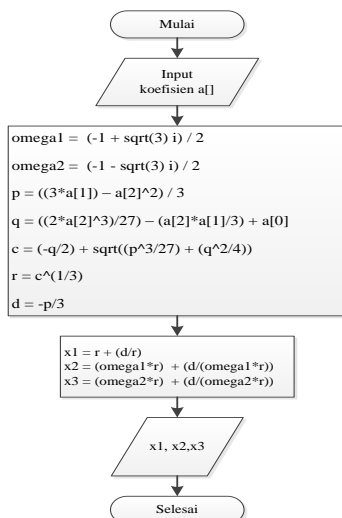 Mulai
Input
koefisien a[]
omega1 = (-1 + sqrt(3) i) / 2
omega2 = (-1 - sqrt(3) i) / 2
p = ((3*a[1]) – a[2]^2) / 3
q = ((2*a[2]^3)/27) – (a[2]*a[1]/3) + a[0]
c = (-q/2) + sqrt((p^3/27) + (q^2/4))
r = c^(1/3)
d = -p/3
x1 = r + (d/r)
x2 = (omega1*r) + (d/(omega1*r))
x3 = (omega2*r) + (d/(omega2*r))
x1, x2,x3
Selesai